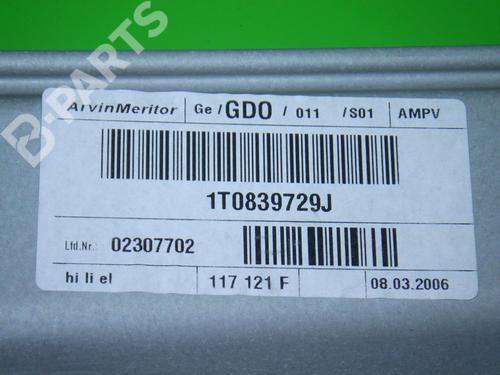 B-PARTS
ArvinMeritor Ge / GDO / 011 / S01 AMPV
1T0839729J
Lfd.Nr.: 02307702
hi li el 117 121 F 08.03.2006